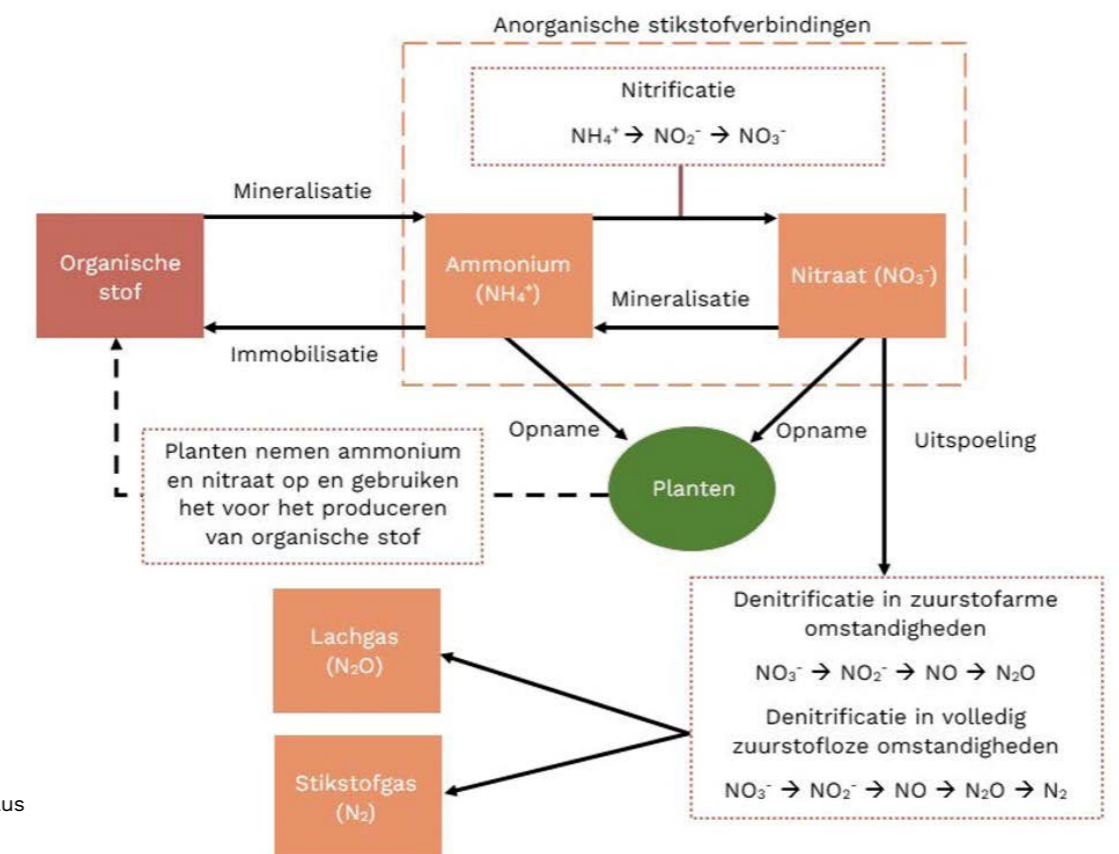 Anorganische stikstofverbindingen
Nitrificatie
NH₄⁺ → NO₂⁻ → NO₃⁻
Mineralisatie
Organische
stof
Ammonium
(NH₄⁺)
Mineralisatie
Nitraat (NO₃⁻)
Immobilisatie
Opname
Opname
Uitspoeling
Planten nemen ammonium
en nitraat op en gebruiken
het voor het produceren
van organische stof
Planten
Denitrificatie in zuurstofarme
omstandigheden
NO₃⁻ → NO₂⁻ → NO → N₂O
Denitrificatie in volledig
zuurstofloze omstandigheden
NO₃⁻ → NO₂⁻ → NO → N₂O → N₂
Lachgas
(N₂O)
Stikstofgas
(N₂)